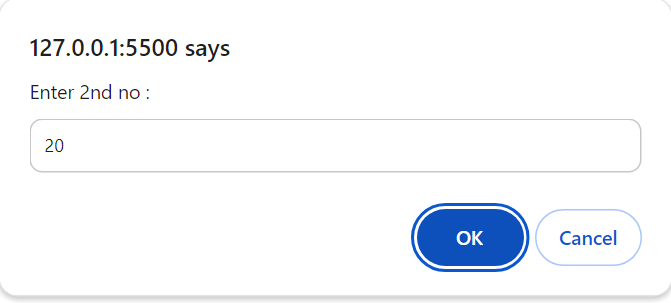 127.0.0.1:5500 says
Enter 2nd no :
20
OK
Cancel